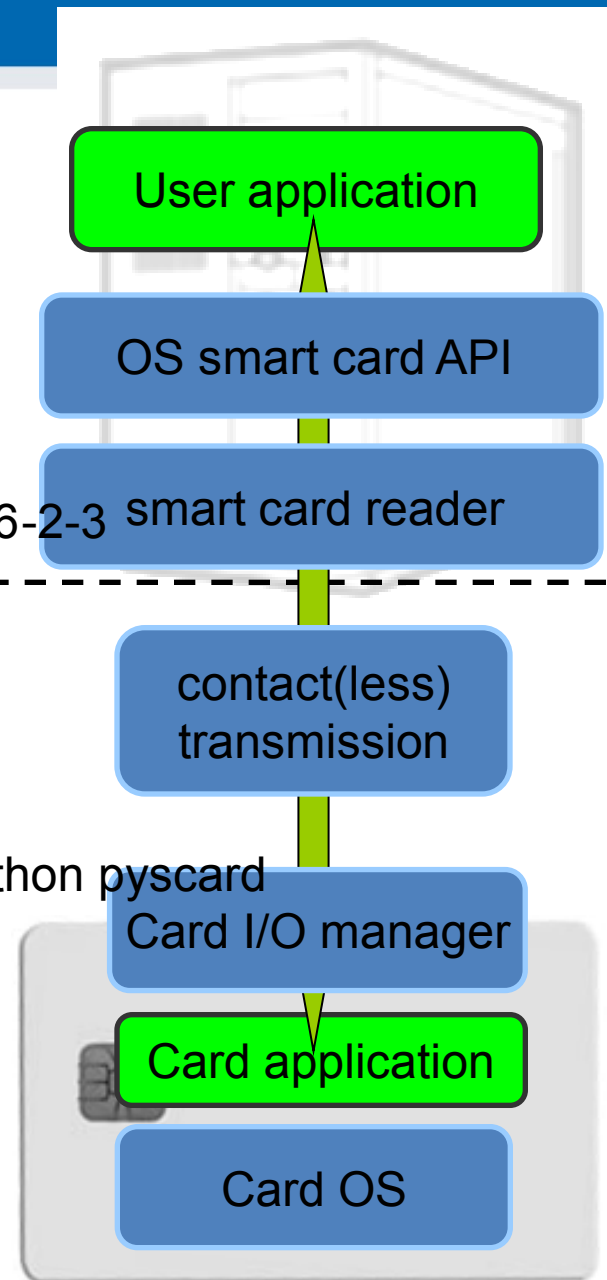 User application
OS smart card API
6-2-3
smart card reader
contact(less)
transmission
thon pyscard
Card I/O manager
Card application
Card OS